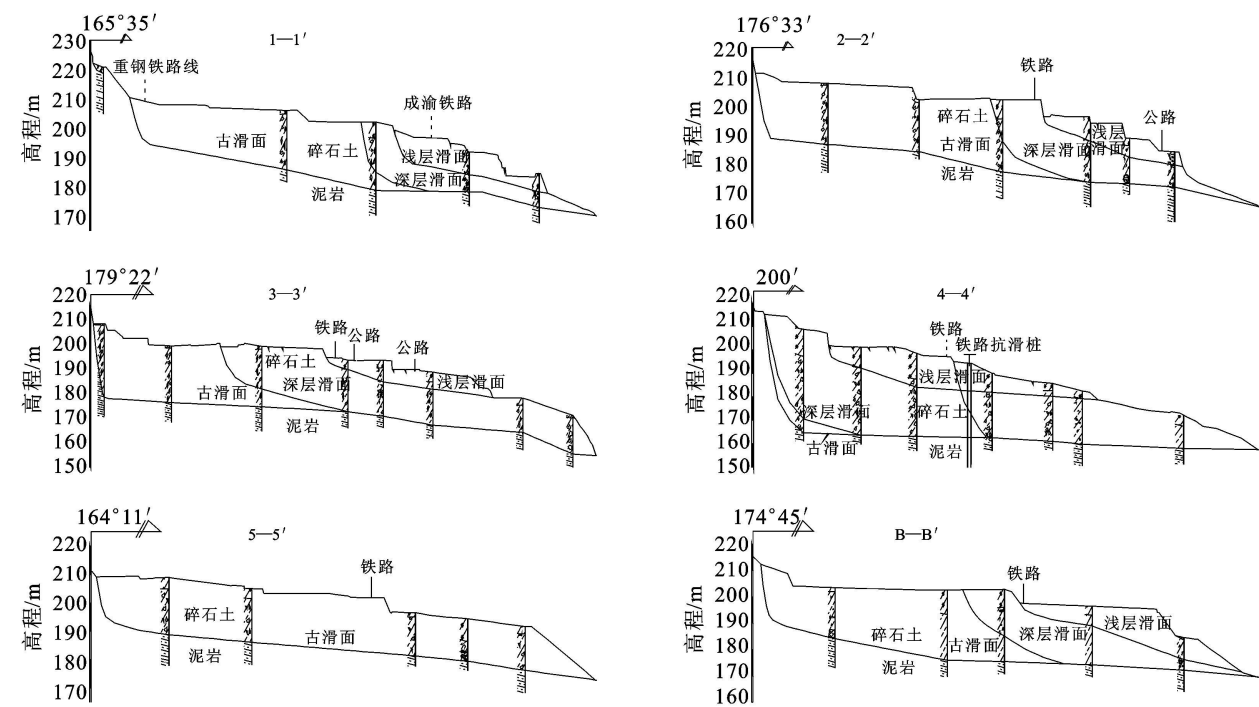 165°35′
1—1′
230
220
210
200
190
180
170
高程/m
重钢铁路线
成渝铁路
古滑面
碎石土
浅层滑面
深层滑面
泥岩
176°33′
2—2′
220
210
200
190
180
170
160
高程/m
铁路
公路
碎石土
古滑面
浅层
滑面
深层滑面
泥岩
179°22′
3—3′
220
210
200
190
180
170
160
150
高程/m
铁路
公路
公路
碎石土
古滑面
深层滑面
浅层滑面
泥岩
200′
4—4′
220
210
200
190
180
170
160
150
高程/m
铁路
铁路抗滑桩
浅层滑面
深层滑面
碎石土
古滑面
泥岩
164°11′
5—5′
220
210
200
190
180
170
高程/m
铁路
碎石土
古滑面
泥岩
174°45′
B—B′
220
210
200
190
180
170
160
高程/m
铁路
碎石土
古滑面
深层滑面
浅层滑面
泥岩